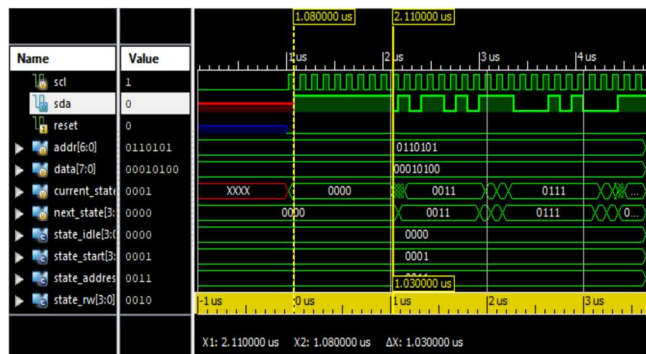 1.080000 us 2.110000 us
Name Value
1 us 2 us 3 us 4 us
scl 1
sda 0
reset 0
addr[6:0] 0110101 0110101
data[7:0] 00010100 00010100
current_state 0001 XXXX 0000 0011 0111 ...
next_state[3: 0000 0000 0011 0111 0...
state_idle[3:0 0000 0000
state_start[3: 0001 0001
state_addres 0011
state_rw[3:0] 0010
1.030000 us
-1 us 0 us 1 us 2 us 3 us
X1: 2.110000 us X2: 1.080000 us ΔX: 1.030000 us